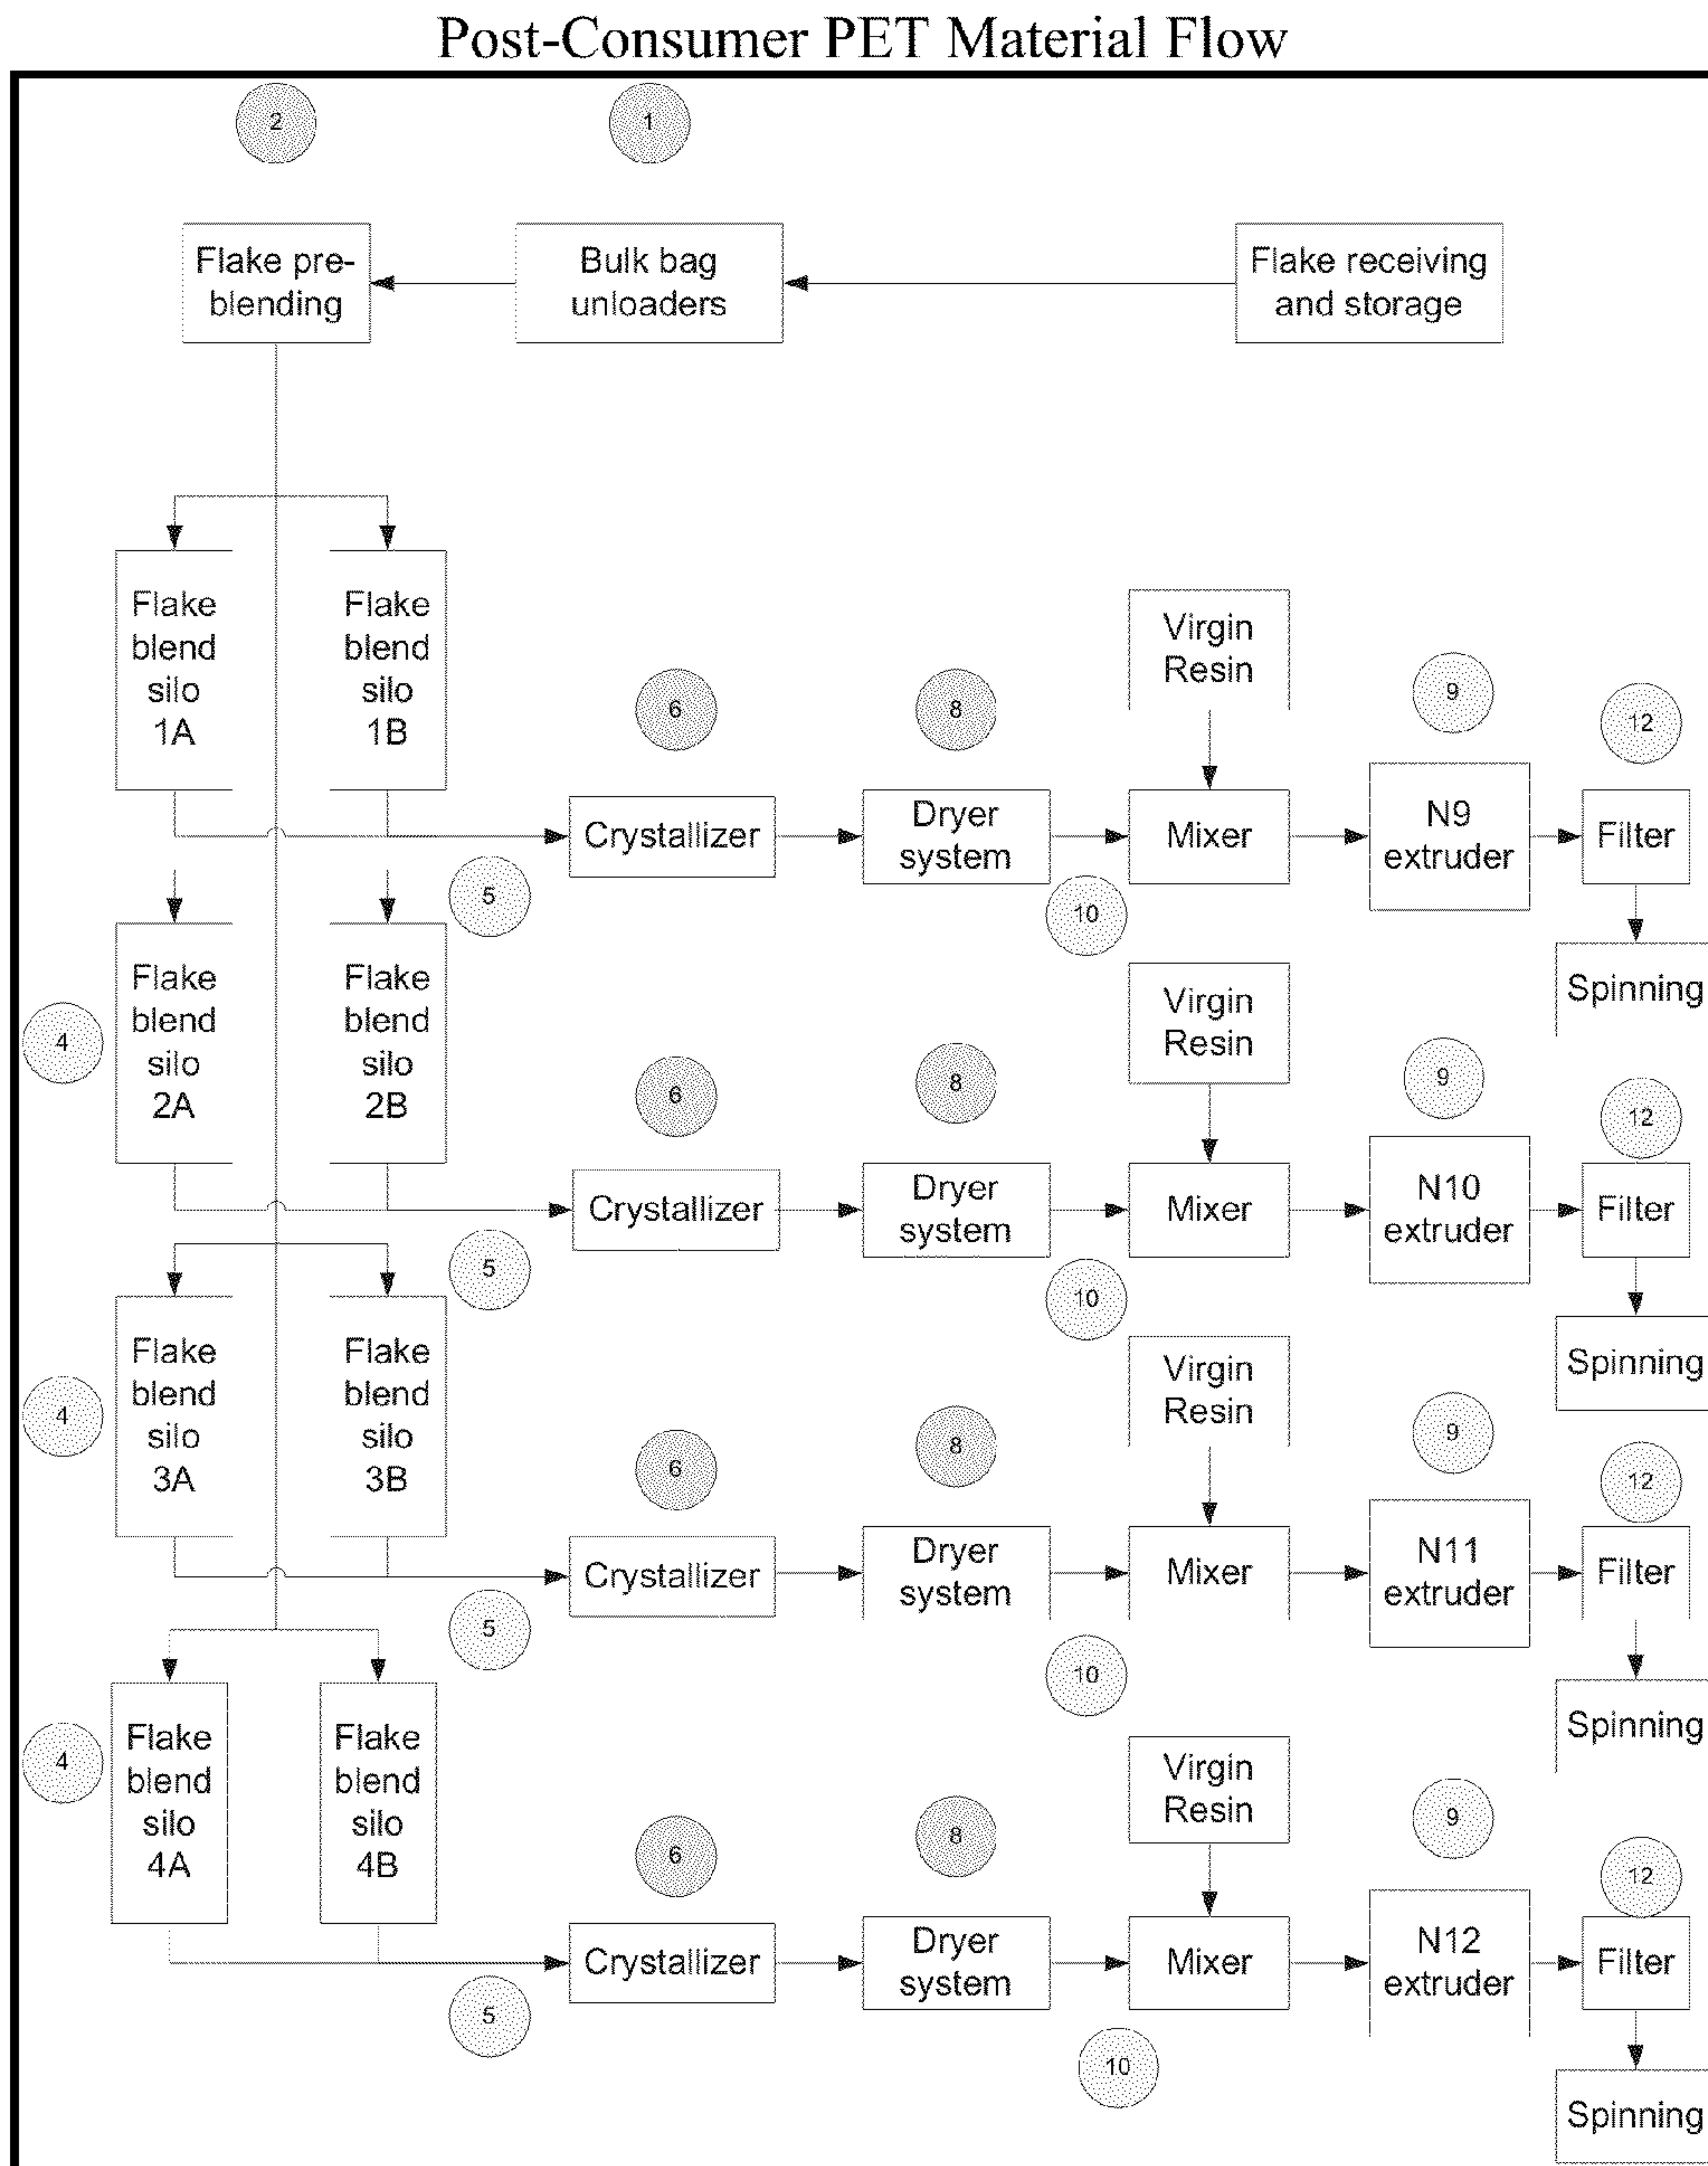 Post-Consumer PET Material Flow
2
1
Flake pre-
blending
Bulk bag
unloaders
Flake receiving
and storage
Flake
blend
silo
1A
Flake
blend
silo
1B
6
8
Virgin
Resin
9
12
Crystallizer
Dryer
system
Mixer
N9
extruder
Filter
5
10
Spinning
4
Flake
blend
silo
2A
Flake
blend
silo
2B
6
8
Virgin
Resin
9
12
Crystallizer
Dryer
system
Mixer
N10
extruder
Filter
5
10
Spinning
4
Flake
blend
silo
3A
Flake
blend
silo
3B
6
8
Virgin
Resin
9
12
Crystallizer
Dryer
system
Mixer
N11
extruder
Filter
5
10
Spinning
4
Flake
blend
silo
4A
Flake
blend
silo
4B
6
8
Virgin
Resin
9
12
Crystallizer
Dryer
system
Mixer
N12
extruder
Filter
5
10
Spinning